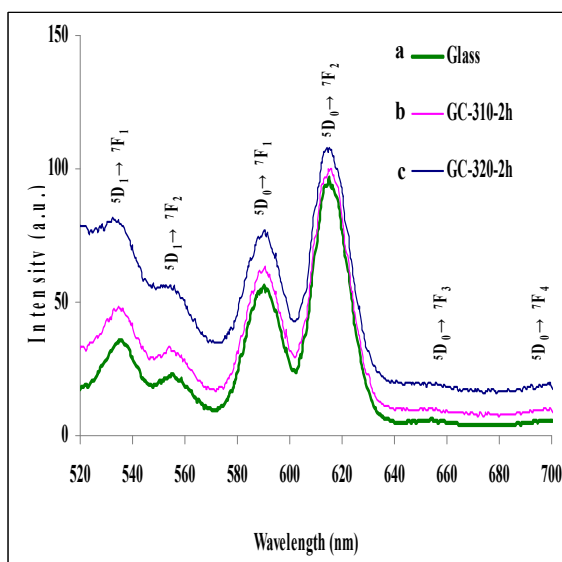 150
100
50
0
Intensity (a.u.)
520 540 560 580 600 620 640 660 680 700
Wavelength (nm)
⁵D₁→ ⁷F₁
⁵D₁→ ⁷F₂
⁵D₀→ ⁷F₁
⁵D₀→ ⁷F₂
⁵D₀→ ⁷F₃
⁵D₀→ ⁷F₄
a Glass
b GC-310-2h
c GC-320-2h